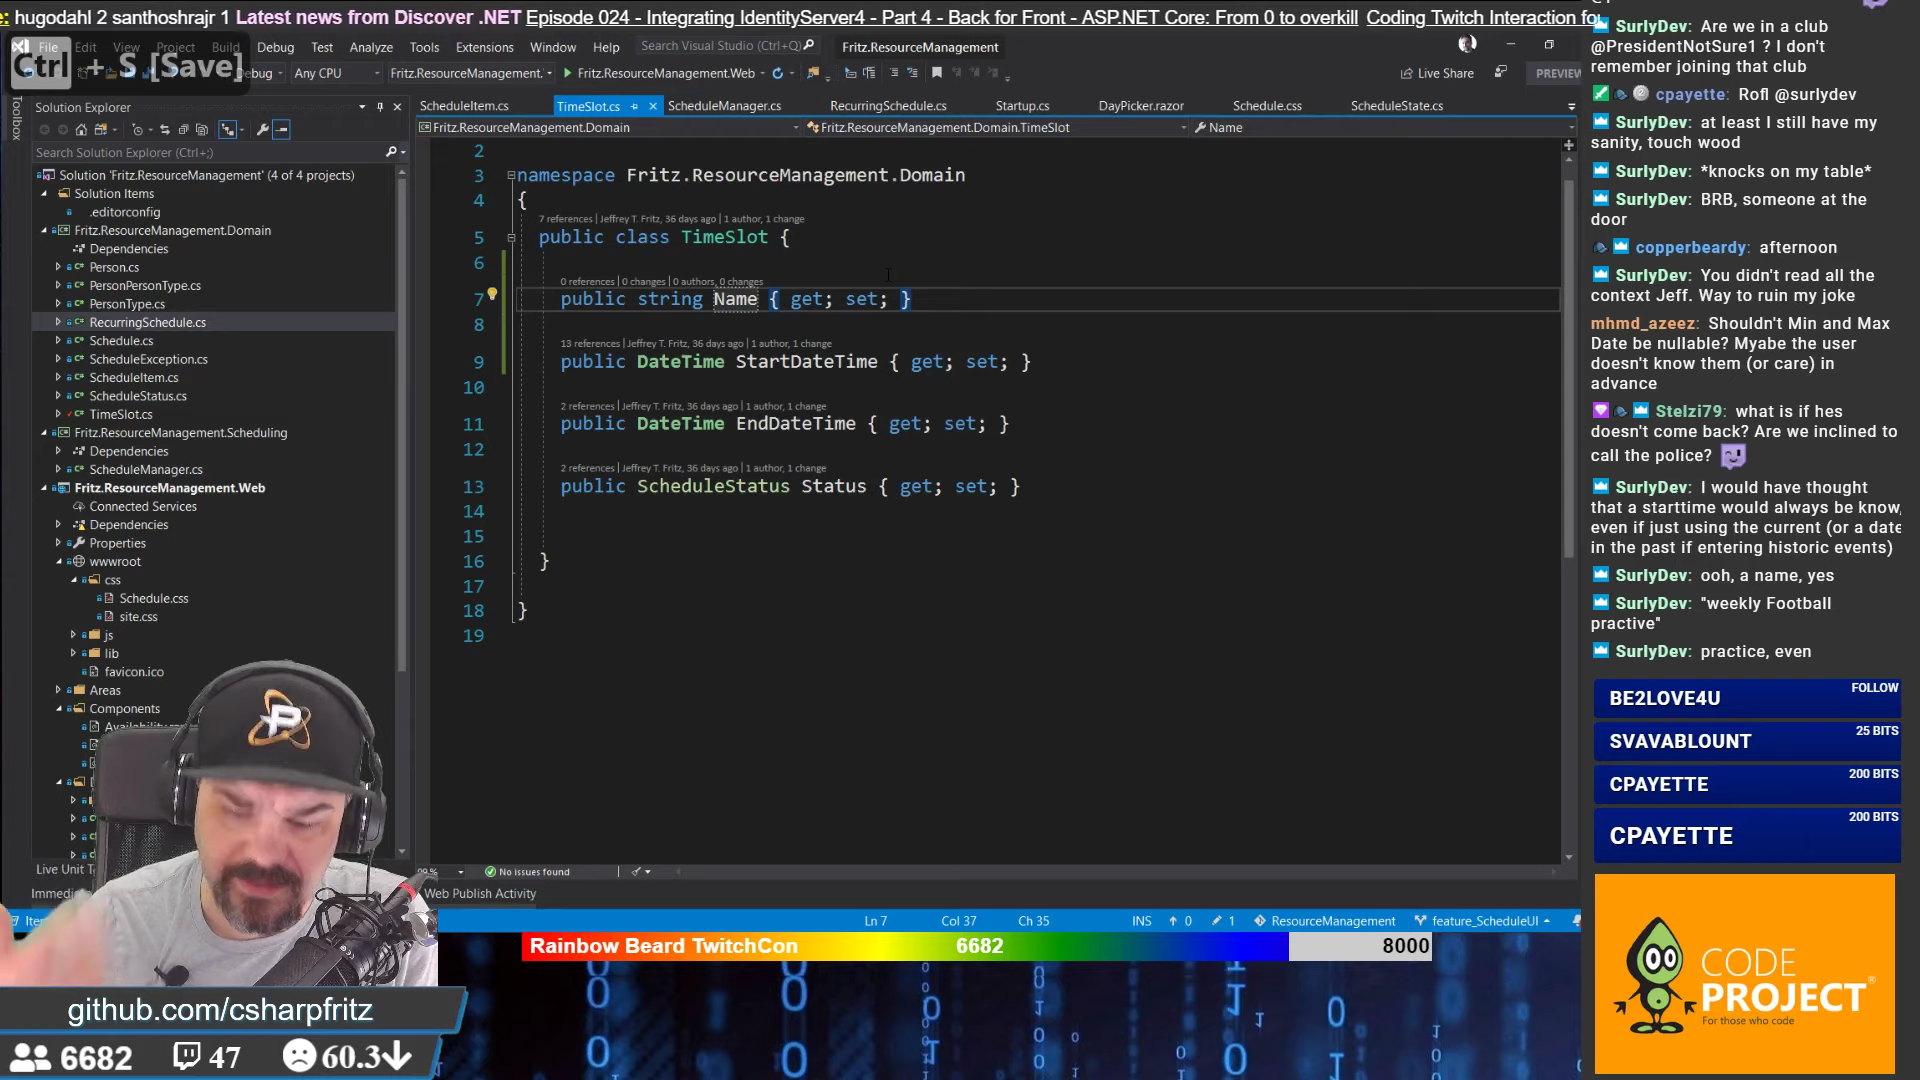 : hugodahl 2 santhoshrajr 1 Latest news from Discover .NET Episode 024 - Integrating IdentityServer4 - Part 4 - Back for Front - ASP.NET Core: From 0 to overkill Coding Twitch Interaction fo
File Edit View Project Build Debug Test Analyze Tools Extensions Window Help Search Visual Studio (Ctrl+Q) Fritz.ResourceManagement
Ctrl + S [Save]
Debug Any CPU Fritz.ResourceManagement. Fritz.ResourceManagement.Web Live Share PREVIEW
Toolbox
Solution Explorer
Search Solution Explorer (Ctrl+;)
Solution 'Fritz.ResourceManagement' (4 of 4 projects)
Solution Items
.editorconfig
Fritz.ResourceManagement.Domain
Dependencies
Person.cs
PersonPersonType.cs
PersonType.cs
RecurringSchedule.cs
Schedule.cs
ScheduleException.cs
ScheduleItem.cs
ScheduleStatus.cs
TimeSlot.cs
Fritz.ResourceManagement.Scheduling
Dependencies
ScheduleManager.cs
Fritz.ResourceManagement.Web
Connected Services
Dependencies
Properties
wwwroot
css
Schedule.css
site.css
js
lib
favicon.ico
Areas
Components
Live Unit T
Immedi
ScheduleItem.cs TimeSlot.cs ScheduleManager.cs RecurringSchedule.cs Startup.cs DayPicker.razor Schedule.css ScheduleState.cs
Fritz.ResourceManagement.Domain Fritz.ResourceManagement.Domain.TimeSlot Name
2
3 namespace Fritz.ResourceManagement.Domain
4 {
7 references | Jeffrey T. Fritz, 36 days ago | 1 author, 1 change
5 public class TimeSlot {
6
0 references | 0 changes | 0 authors, 0 changes
7 public string Name { get; set; }
8
13 references | Jeffrey T. Fritz, 36 days ago | 1 author, 1 change
9 public DateTime StartDateTime { get; set; }
10
2 references | Jeffrey T. Fritz, 36 days ago | 1 author, 1 change
11 public DateTime EndDateTime { get; set; }
12
2 references | Jeffrey T. Fritz, 36 days ago | 1 author, 1 change
13 public ScheduleStatus Status { get; set; }
14
15
16 }
17
18 }
19
No issues found
Web Publish Activity
Ln 7 Col 37 Ch 35 INS 0 1 ResourceManagement feature_ScheduleUI
Rainbow Beard TwitchCon 6682 8000
github.com/csharpfritz
6682 47 60.3
SurlyDev: Are we in a club
@PresidentNotSure1 ? I don't
remember joining that club
cpayette: Rofl @surlydev
SurlyDev: at least I still have my
sanity, touch wood
SurlyDev: *knocks on my table*
SurlyDev: BRB, someone at the
door
copperbeardy: afternoon
SurlyDev: You didn't read all the
context Jeff. Way to ruin my joke
mhmd_azeez: Shouldn't Min and Max
Date be nullable? Myabe the user
doesn't know them (or care) in
advance
Stelzi79: what is if hes
doesn't come back? Are we inclined to
call the police?
SurlyDev: I would have thought
that a starttime would always be know,
even if just using the current (or a date
in the past if entering historic events)
SurlyDev: ooh, a name, yes
SurlyDev: "weekly Football
practive"
SurlyDev: practice, even
BE2LOVE4U FOLLOW
SVAVABLOUNT 25 BITS
CPAYETTE 200 BITS
CPAYETTE 200 BITS
CODE
PROJECT
For those who code